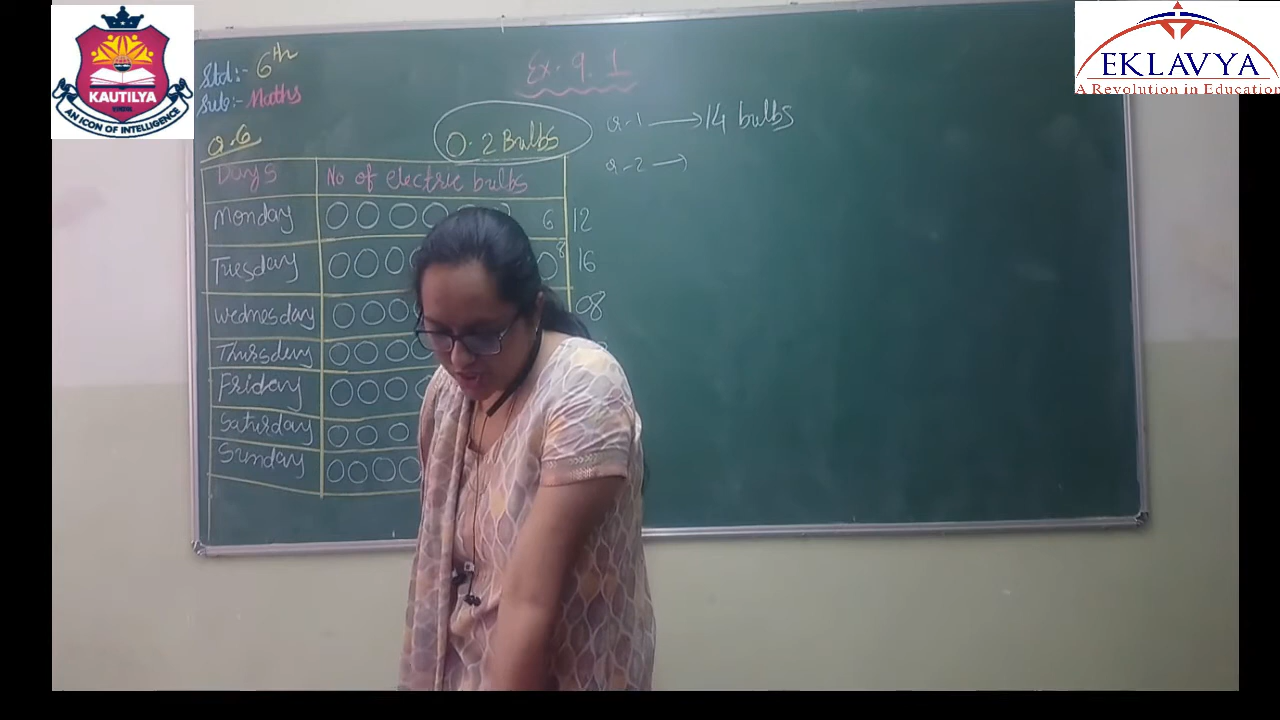 KAUTILYA
AN ICON OF INTELLIGENCE
EKLAVYA
A Revolution in Education
Std:- 6th
Sub:- Maths
Ex. 9.1
Q.6
O. 2 Bulbs
Q-1 → 14 bulbs
Q-2 →
Days No of electric bulbs
Monday 6 12
Tuesday 8 16
Wednesday 08
Thursday
Friday
Saturday
Sunday